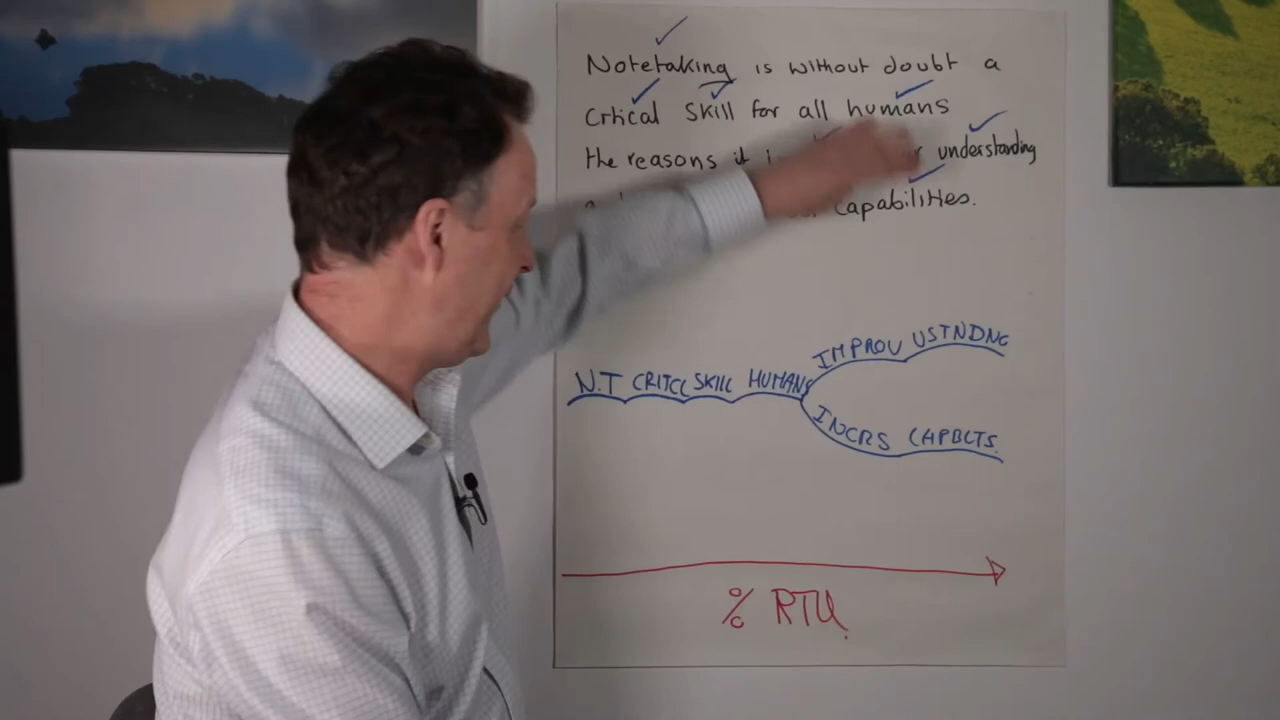 Notetaking is without doubt a
Crtical Skill for all humans
the reasons it understanding
Capabilities.
IMPROV USTNDNG
N.T CRITCL SKILL HUMANS
INCRS CAPBLTS.
% RTU